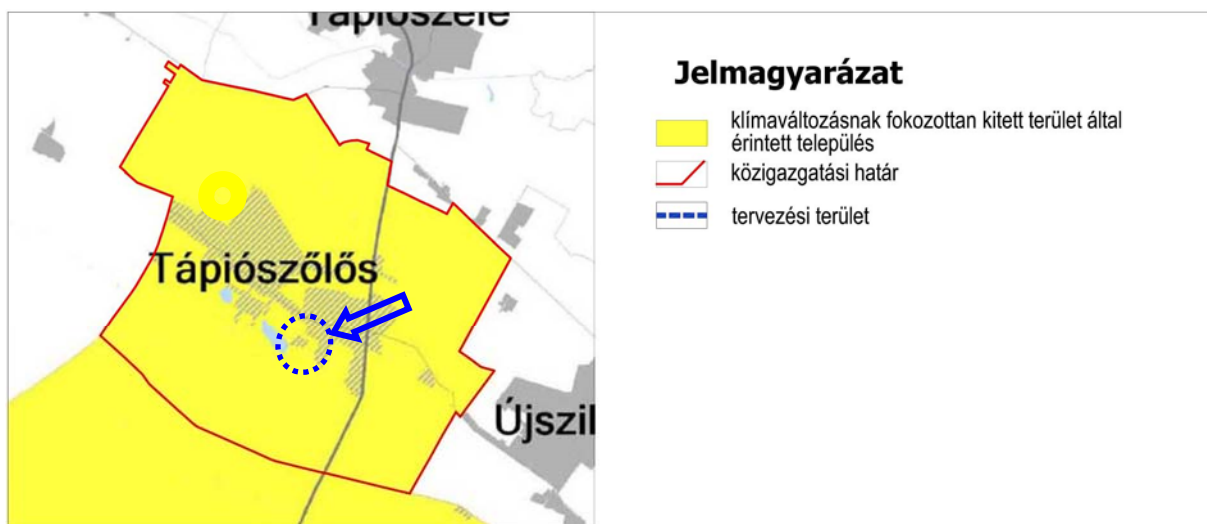 Tápiószele
Jelmagyarázat
klímaváltozásnak fokozottan kitett terület által
érintett település
közigazgatási határ
tervezési terület
Tápiószőlős
Újszil